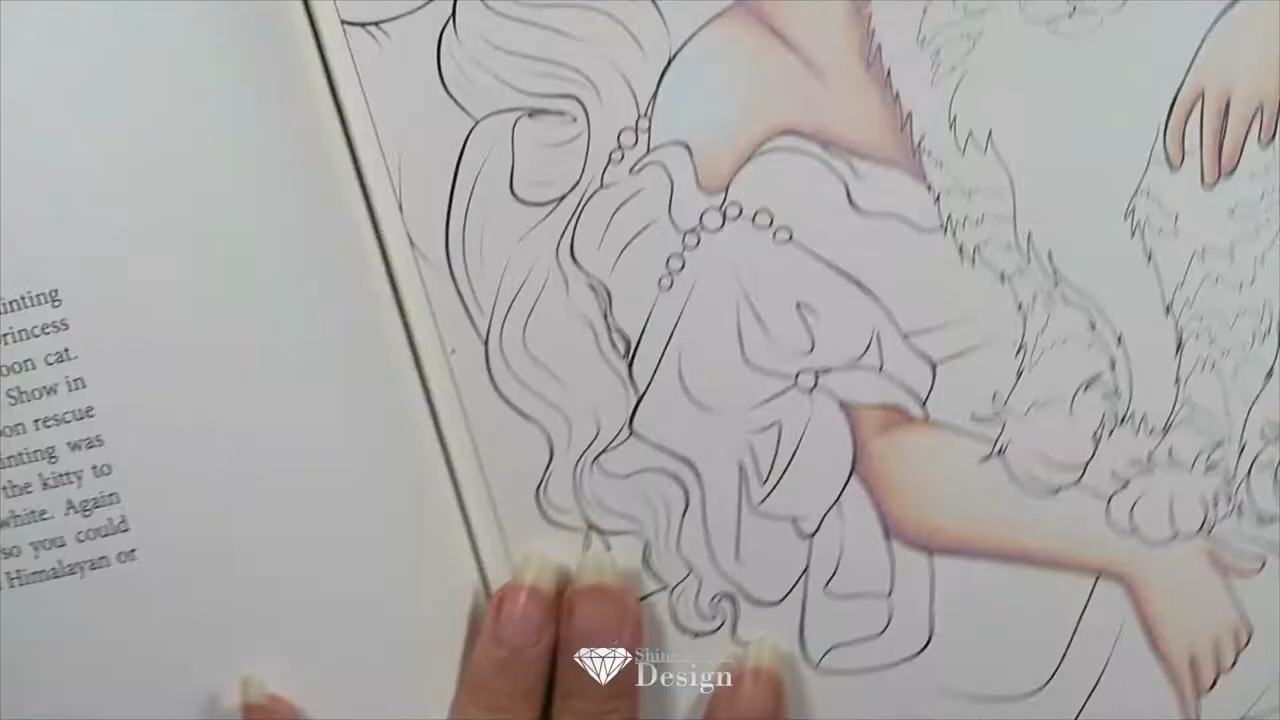 inting
rincess
oon cat.
Show in
on rescue
inting was
the kitty to
white. Again
so you could
Himalayan or
Design